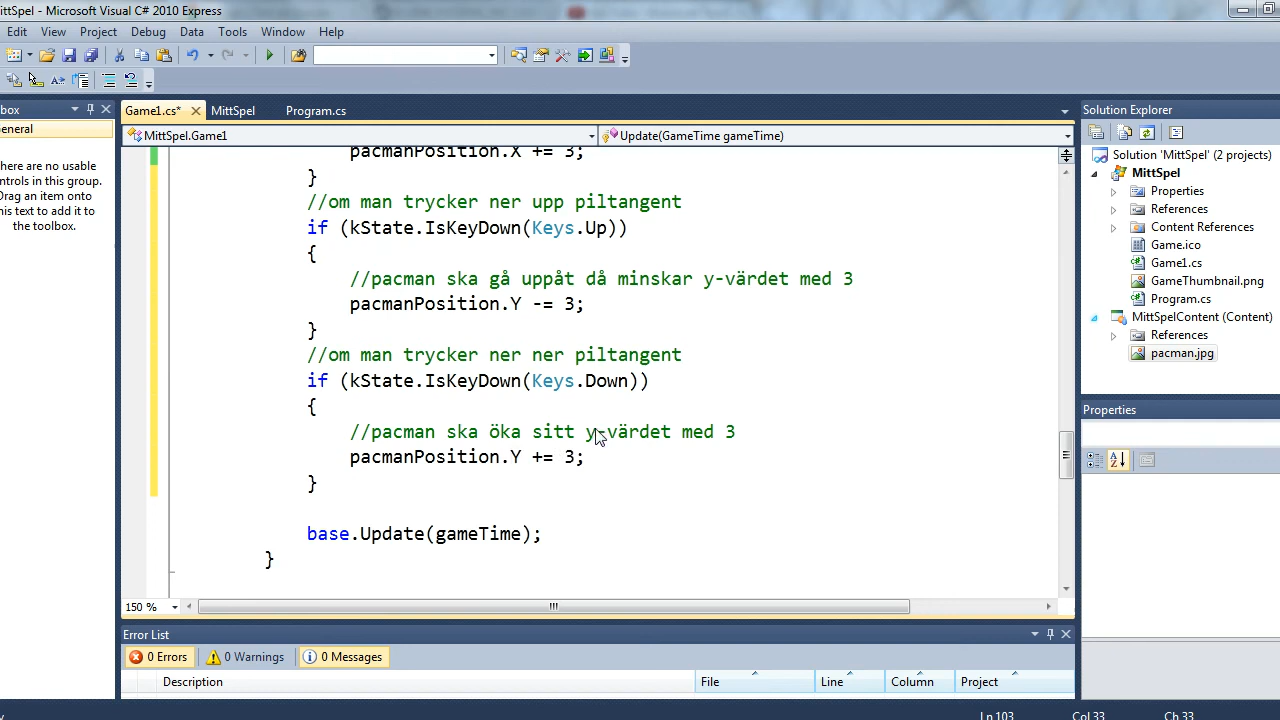 MittSpel - Microsoft Visual C# 2010 Express
Edit View Project Debug Data Tools Window Help
Game1.cs* MittSpel Program.cs
MittSpel.Game1 Update(GameTime gameTime)
General
There are no usable
controls in this group.
Drag an item onto
this text to add it to
the toolbox.
pacmanPosition.X += 3;
}
//om man trycker ner upp piltangent
if (kState.IsKeyDown(Keys.Up))
{
//pacman ska gå uppåt då minskar y-värdet med 3
pacmanPosition.Y -= 3;
}
//om man trycker ner ner piltangent
if (kState.IsKeyDown(Keys.Down))
{
//pacman ska öka sitt y-värdet med 3
pacmanPosition.Y += 3;
}
base.Update(gameTime);
}
150 %
Solution Explorer
Solution 'MittSpel' (2 projects)
MittSpel
Properties
References
Content References
Game.ico
Game1.cs
GameThumbnail.png
Program.cs
MittSpelContent (Content)
References
pacman.jpg
Properties
Error List
0 Errors 0 Warnings 0 Messages
Description File Line Column Project
Ln 103 Col 33 Ch 33